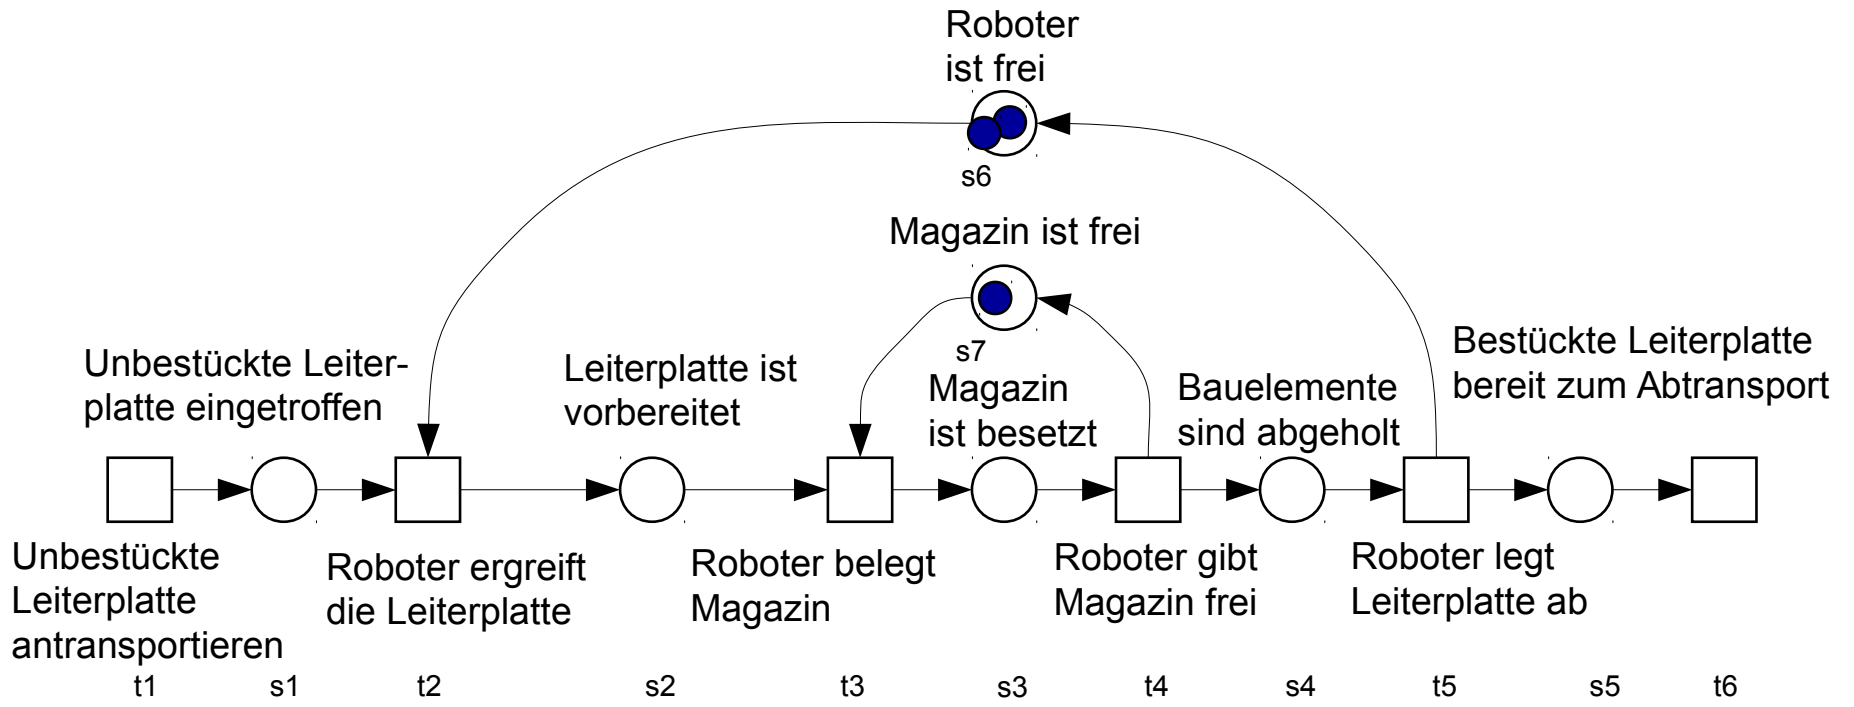 Roboter
ist frei
s6
Magazin ist frei
s7
Unbestückte Leiter-
platte eingetroffen
Leiterplatte ist
vorbereitet
Magazin
ist besetzt
Bauelemente
sind abgeholt
Bestückte Leiterplatte
bereit zum Abtransport
Unbestückte
Leiterplatte
antransportieren
Roboter ergreift
die Leiterplatte
Roboter belegt
Magazin
Roboter gibt
Magazin frei
Roboter legt
Leiterplatte ab
t1 s1 t2 s2 t3 s3 t4 s4 t5 s5 t6